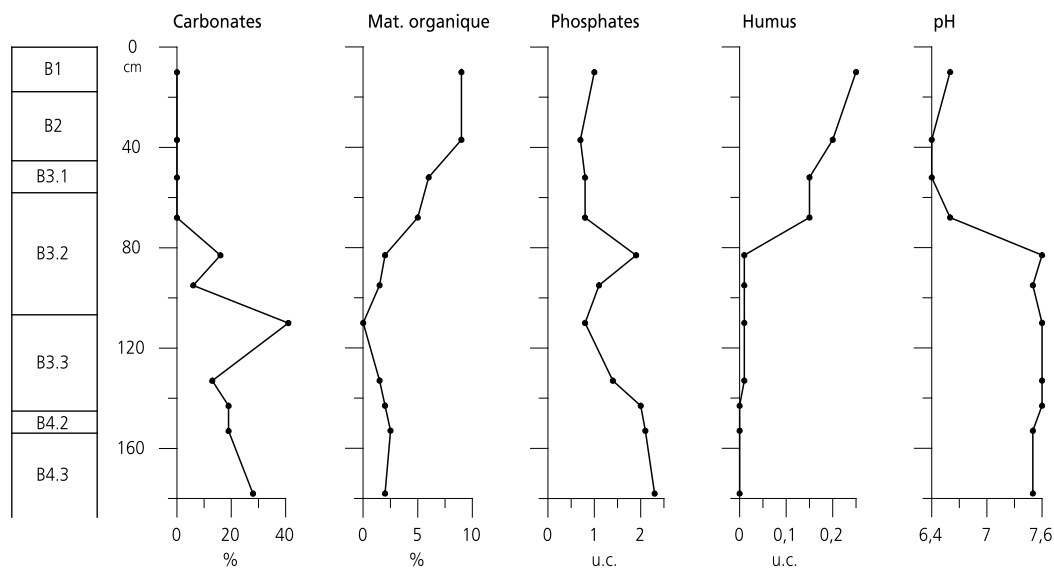 Carbonates Mat. organique Phosphates Humus pH
0
cm
B1
B2
40
B3.1
80
B3.2
120
B3.3
B4.2
160
B4.3
0 20 40 0 5 10 0 1 2 0 0,1 0,2 6,4 7 7,6
% % u.c. u.c.